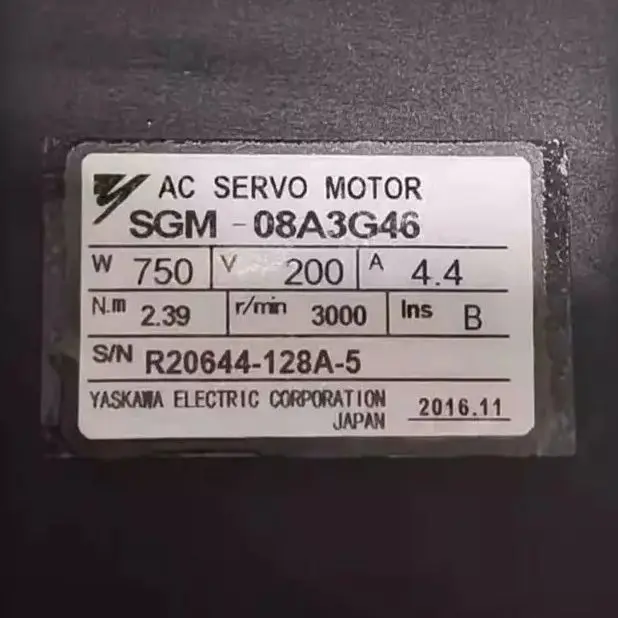 AC SERVO MOTOR
SGM - 08A3G46
W 750 V 200 A 4.4
N.m 2.39 r/min 3000 Ins B
S/N R20644-128A-5
YASKAWA ELECTRIC CORPORATION
JAPAN 2016.11